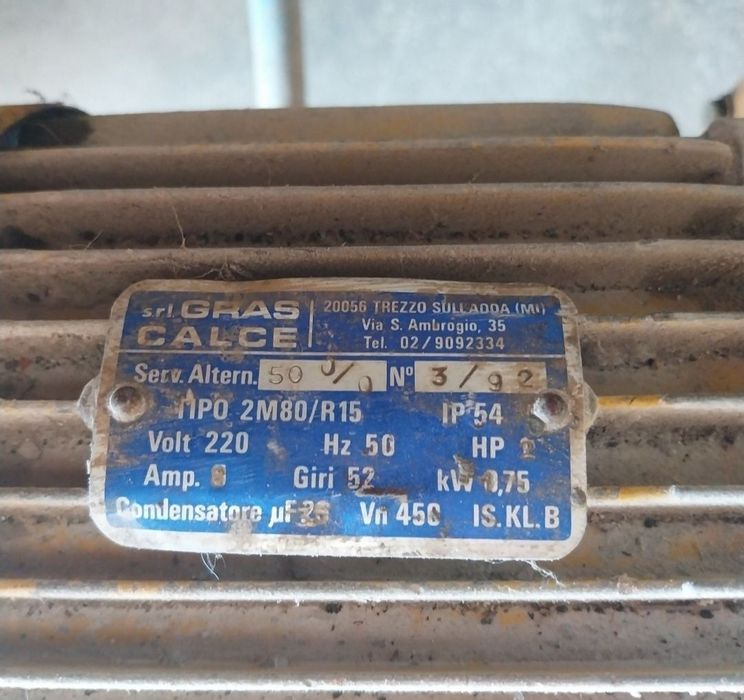 s.r.l. GRAS CALCE
20056 TREZZO SULL'ADDA (MI)
Via S. Ambrogio, 35
Tel. 02/9092334
Serv. Altern. 50 % N° 3/92
TIPO 2M80/R15 IP 54
Volt 220 Hz 50 HP
Amp. Giri 52 kW 0,75
Condensatore µF Vn 450 IS.KL.B